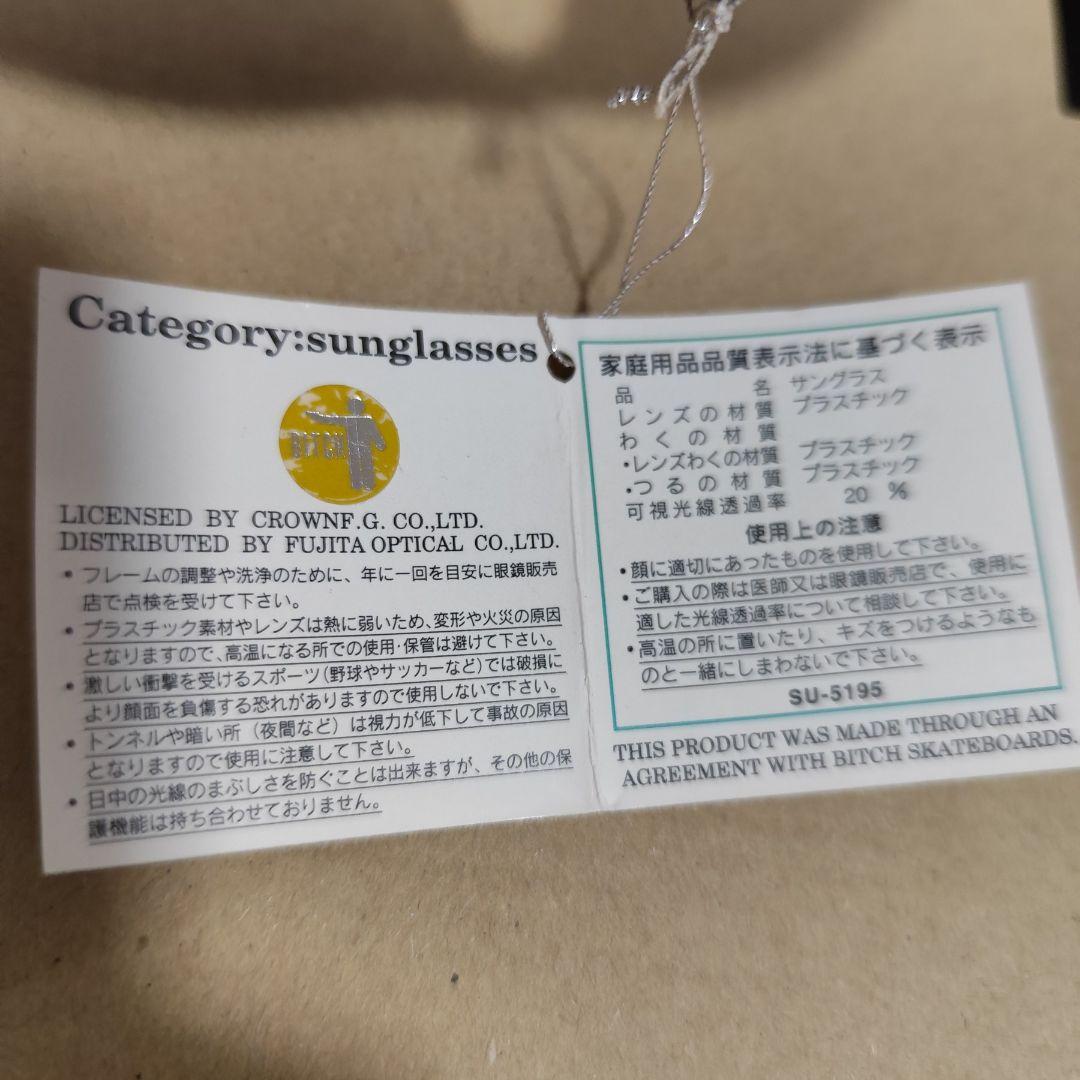 Category:sunglasses
BITCH
LICENSED BY CROWNF.G. CO.,LTD.
DISTRIBUTED BY FUJITA OPTICAL CO.,LTD.
• フレームの調整や洗浄のために、年に一回を目安に眼鏡販売
店で点検を受けて下さい。
• プラスチック素材やレンズは熱に弱いため、変形や火災の原因
となりますので、高温になる所での使用・保管は避けて下さい。
• 激しい衝撃を受けるスポーツ(野球やサッカーなど)では破損に
より顔面を負傷する恐れがありますので使用しないで下さい。
• トンネルや暗い所(夜間など)は視力が低下して事故の原因
となりますので使用に注意して下さい。
• 日中の光線のまぶしさを防ぐことは出来ますが、その他の保
護機能は持ち合わせておりません。
家庭用品品質表示法に基づく表示
品名 サングラス
レンズの材質 プラスチック
わくの材質
・レンズわくの材質 プラスチック
・つるの材質 プラスチック
可視光線透過率 20 %
使用上の注意
・顔に適切にあったものを使用して下さい。
・ご購入の際は医師又は眼鏡販売店で、使用に
適した光線透過率について相談して下さい。
・高温の所に置いたり、キズをつけるようなも
のと一緒にしまわないで下さい。
SU-5195
THIS PRODUCT WAS MADE THROUGH AN
AGREEMENT WITH BITCH SKATEBOARDS.